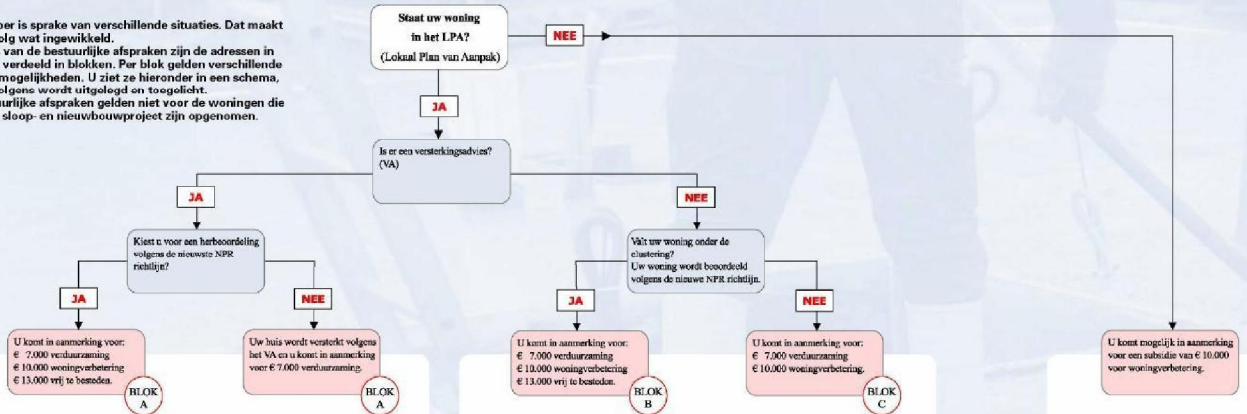 is sprake van verschillende situaties. Dat maakt
wat ingewikkeld.
van de bestuurlijke afspraken zijn de adressen in
verdeeld in blokken. Per blok gelden verschillende
mogelijkheden. U ziet ze hieronder in een schema,
wordt uitgelegd en toegelicht.
afspraken gelden niet voor de woningen die
sloop- en nieuwbouwproject zijn opgenomen.
Staat uw woning
in het LPA?
(Lokaal Plan van Aanpak)
NEE
JA
Is er een versterkingsadvies?
(VA)
JA
NEE
Kiest u voor een herbeoordeling
volgens de nieuwste NPR
richtlijn?
Valt uw woning onder de
clustering?
Uw woning wordt beoordeeld
volgens de nieuwe NPR richtlijn.
JA
NEE
JA
NEE
U komt in aanmerking voor:
€ 7.000 verduurzaming
€ 10.000 woningverbetering
€ 13.000 vrij te besteden.
BLOK
A
Uw huis wordt versterkt volgens
het VA en u komt in aanmerking
voor € 7.000 verduurzaming.
BLOK
A
U komt in aanmerking voor:
€ 7.000 verduurzaming
€ 10.000 woningverbetering
€ 13.000 vrij te besteden.
BLOK
B
U komt in aanmerking voor:
€ 7.000 verduurzaming
€ 10.000 woningverbetering.
BLOK
C
U komt mogelijk in aanmerking
voor een subsidie van € 10.000
voor woningverbetering.